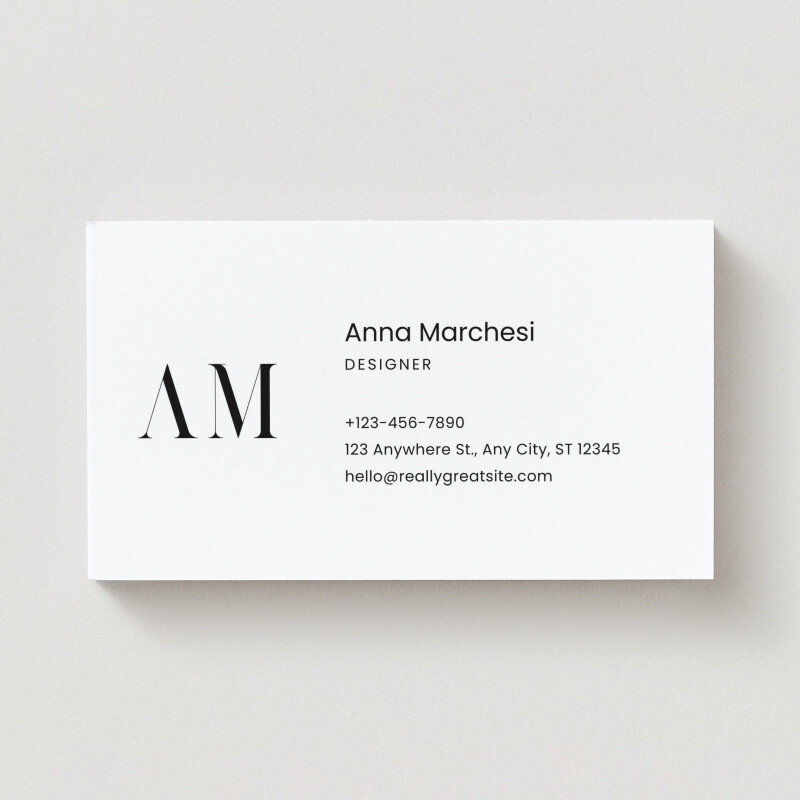 AM
Anna Marchesi
DESIGNER
+123-456-7890
123 Anywhere St., Any City, ST 12345
hello@reallygreatsite.com